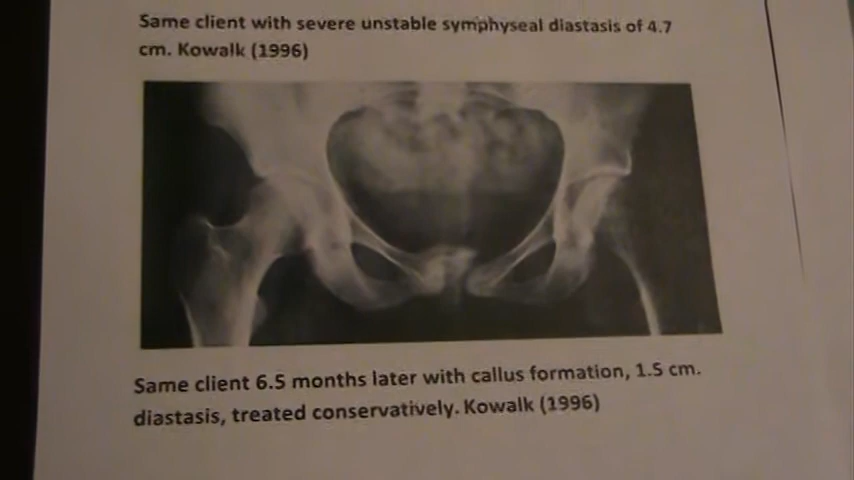 Same client with severe unstable symphyseal diastasis of 4.7
cm. Kowalk (1996)
Same client 6.5 months later with callus formation, 1.5 cm.
diastasis, treated conservatively. Kowalk (1996)